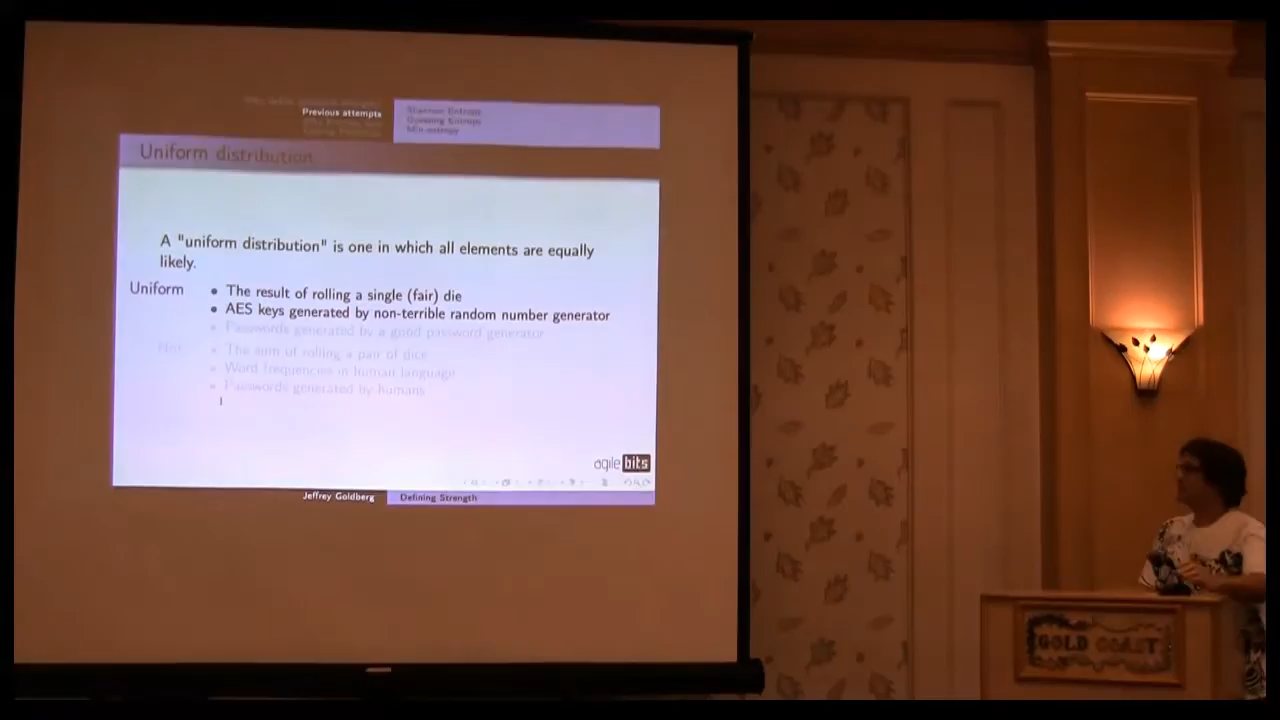 Previous attempts
Shannon Entropy
Guessing Entropy
Min-entropy
Uniform distribution
A "uniform distribution" is one in which all elements are equally
likely.
Uniform
• The result of rolling a single (fair) die
• AES keys generated by non-terrible random number generator
• Passwords generated by a good password generator
• The sum of rolling a pair of dice
• Word frequencies in human language
• Passwords generated by humans
agile bits
Jeffrey Goldberg
Defining Strength
GOLD COAST